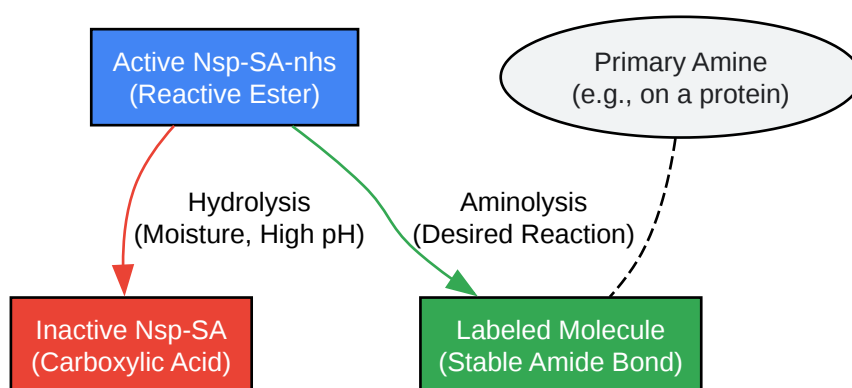 Active Nsp-SA-nhs
(Reactive Ester)
Primary Amine
(e.g., on a protein)
Hydrolysis
(Moisture, High pH)
Aminolysis
(Desired Reaction)
Inactive Nsp-SA
(Carboxylic Acid)
Labeled Molecule
(Stable Amide Bond)